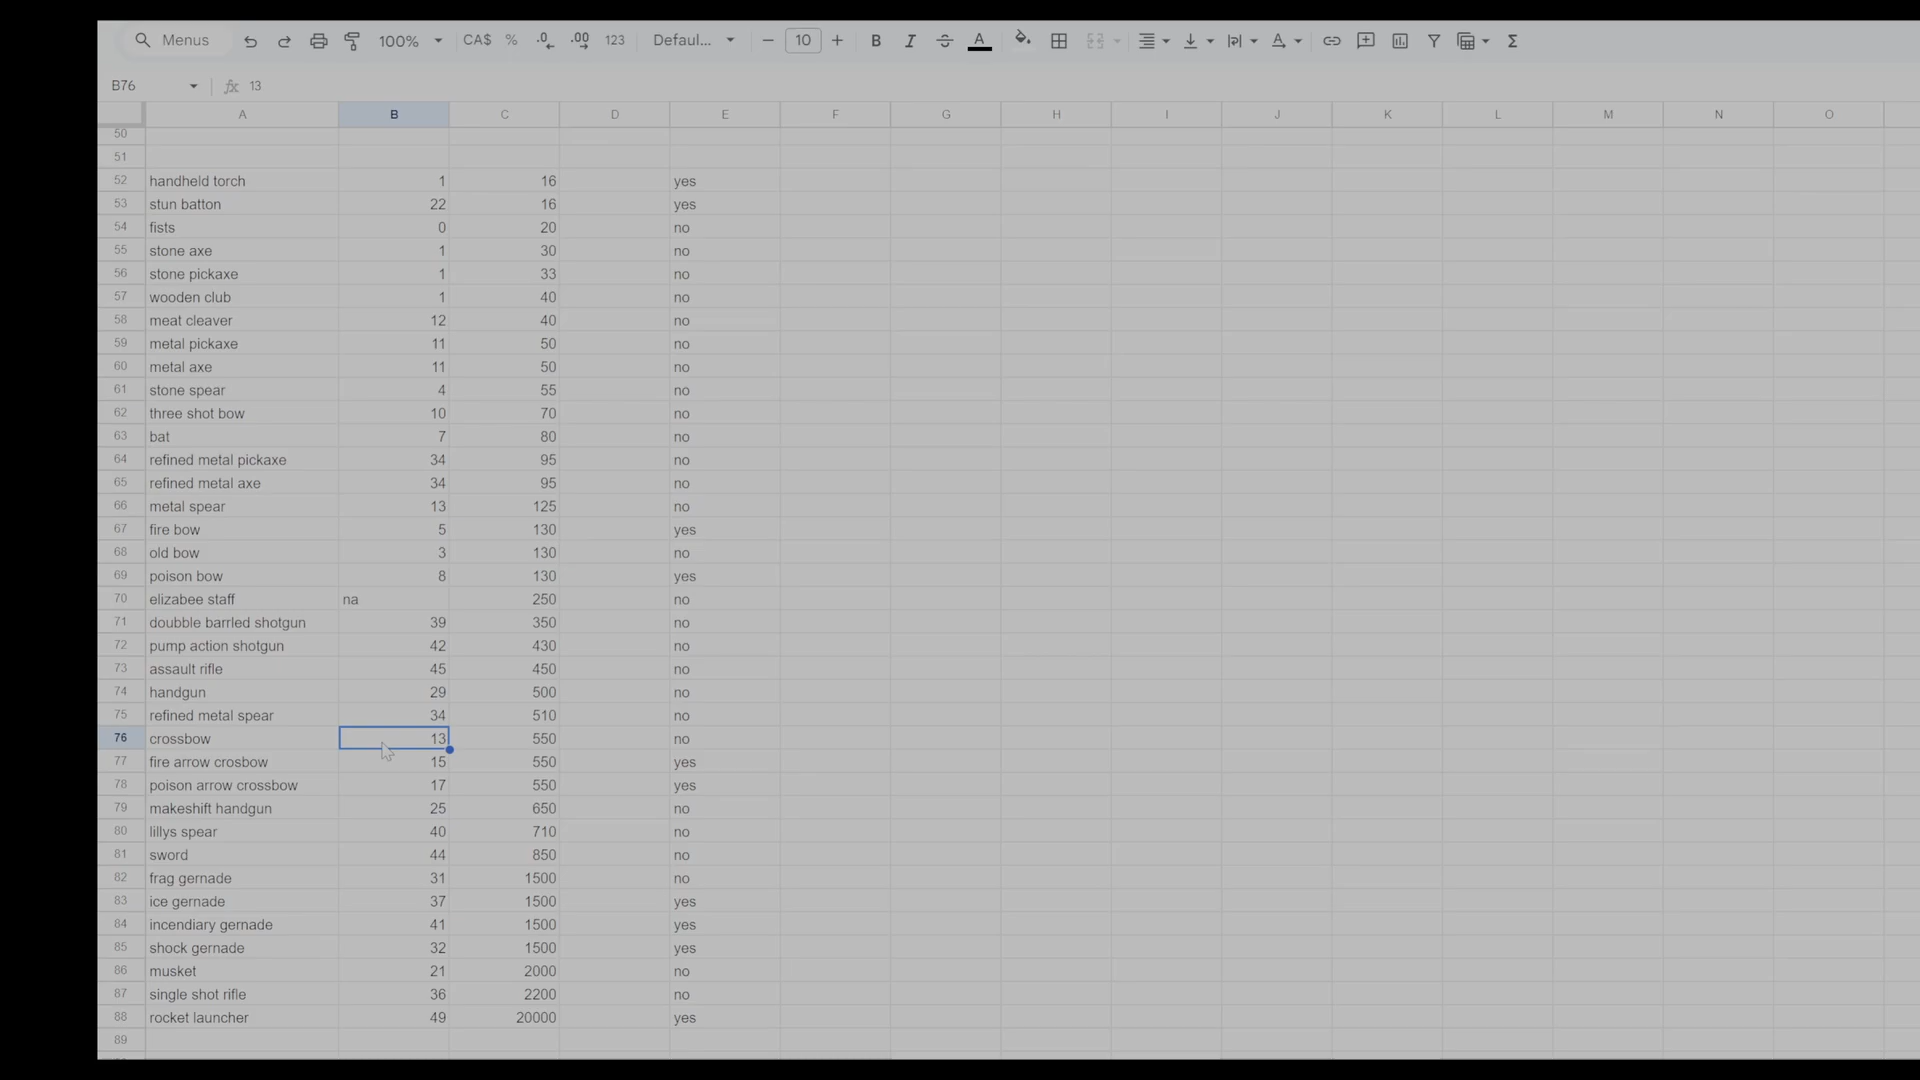 Menus 100% CA$ % .0 .00 123 Defaul... 10 B I A Σ
B76 fx 13
A B C D E F G H I J K L M N O
50
51
52 handheld torch 1 16 yes
53 stun batton 22 16 yes
54 fists 0 20 no
55 stone axe 1 30 no
56 stone pickaxe 1 33 no
57 wooden club 1 40 no
58 meat cleaver 12 40 no
59 metal pickaxe 11 50 no
60 metal axe 11 50 no
61 stone spear 4 55 no
62 three shot bow 10 70 no
63 bat 7 80 no
64 refined metal pickaxe 34 95 no
65 refined metal axe 34 95 no
66 metal spear 13 125 no
67 fire bow 5 130 yes
68 old bow 3 130 no
69 poison bow 8 130 yes
70 elizabee staff na 250 no
71 doubble barrled shotgun 39 350 no
72 pump action shotgun 42 430 no
73 assault rifle 45 450 no
74 handgun 29 500 no
75 refined metal spear 34 510 no
76 crossbow 13 550 no
77 fire arrow crosbow 15 550 yes
78 poison arrow crossbow 17 550 yes
79 makeshift handgun 25 650 no
80 lillys spear 40 710 no
81 sword 44 850 no
82 frag gernade 31 1500 no
83 ice gernade 37 1500 yes
84 incendiary gernade 41 1500 yes
85 shock gernade 32 1500 yes
86 musket 21 2000 no
87 single shot rifle 36 2200 no
88 rocket launcher 49 20000 yes
89